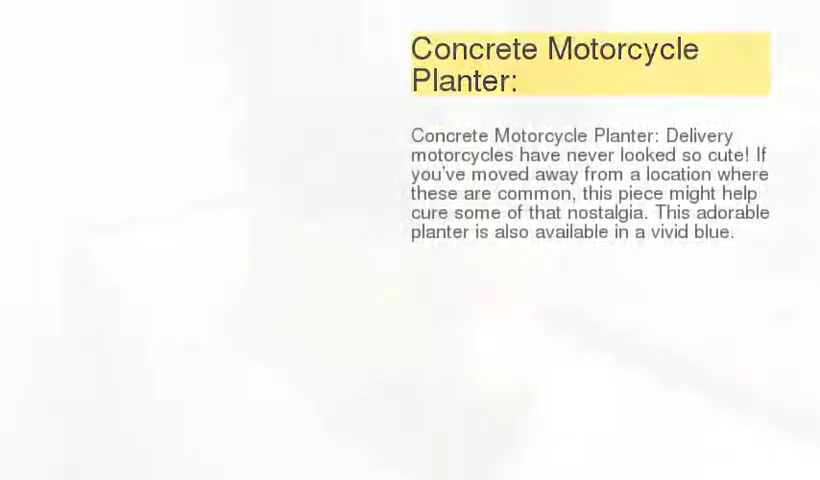 Concrete Motorcycle
Planter:
Concrete Motorcycle Planter: Delivery
motorcycles have never looked so cute! If
you've moved away from a location where
these are common, this piece might help
cure some of that nostalgia. This adorable
planter is also available in a vivid blue.